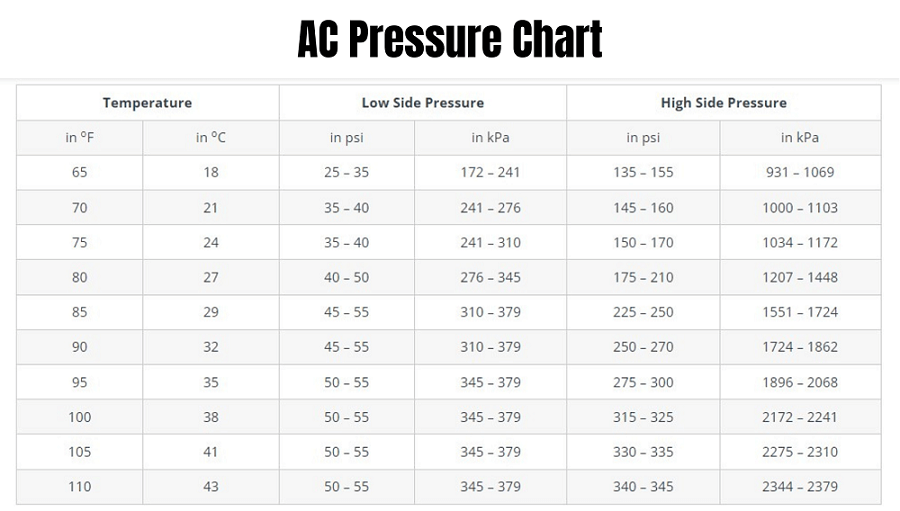 AC Pressure Chart
Temperature Low Side Pressure High Side Pressure
in ⁰F in ⁰C in psi in kPa in psi in kPa
65 18 25 – 35 172 – 241 135 – 155 931 – 1069
70 21 35 – 40 241 – 276 145 – 160 1000 – 1103
75 24 35 – 40 241 – 310 150 – 170 1034 – 1172
80 27 40 – 50 276 – 345 175 – 210 1207 – 1448
85 29 45 – 55 310 – 379 225 – 250 1551 – 1724
90 32 45 – 55 310 – 379 250 – 270 1724 – 1862
95 35 50 – 55 345 – 379 275 – 300 1896 – 2068
100 38 50 – 55 345 – 379 315 – 325 2172 – 2241
105 41 50 – 55 345 – 379 330 – 335 2275 – 2310
110 43 50 – 55 345 – 379 340 – 345 2344 – 2379